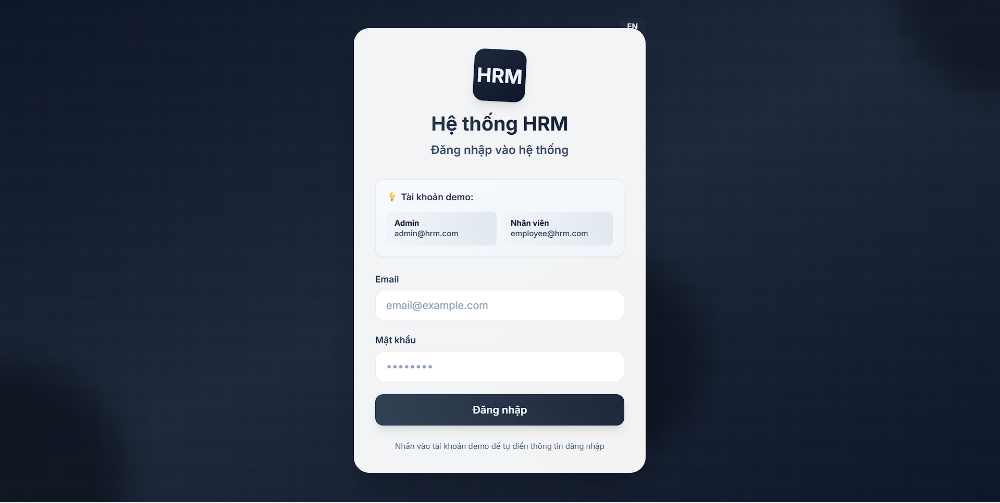 EN
HRM
Hệ thống HRM
Đăng nhập vào hệ thống
💡 Tài khoản demo:
Admin
admin@hrm.com
Nhân viên
employee@hrm.com
Email
email@example.com
Mật khẩu
••••••••
Đăng nhập
Nhấn vào tài khoản demo để tự điền thông tin đăng nhập